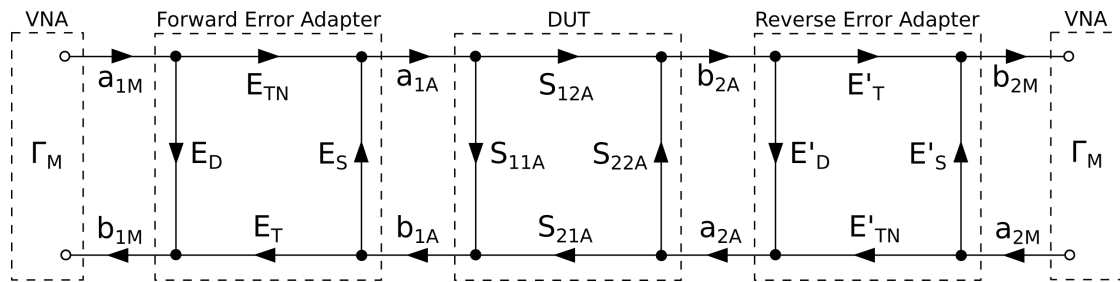 VNA Forward Error Adapter DUT Reverse Error Adapter VNA
a1M ETN a1A S12A b2A E'T b2M
ΓM ED ES S11A S22A E'D E'S ΓM
b1M ET b1A S21A a2A E'TN a2M